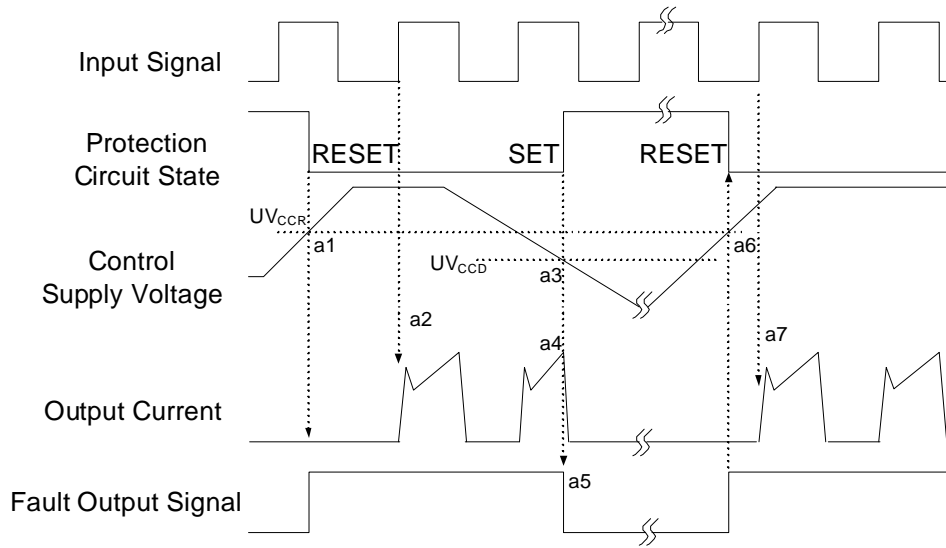 Input Signal
Protection
Circuit State
RESET
SET
RESET
UVCCR
a1
a6
Control
Supply Voltage
UVCCD
a3
a2
a4
a7
Output Current
a5
Fault Output Signal